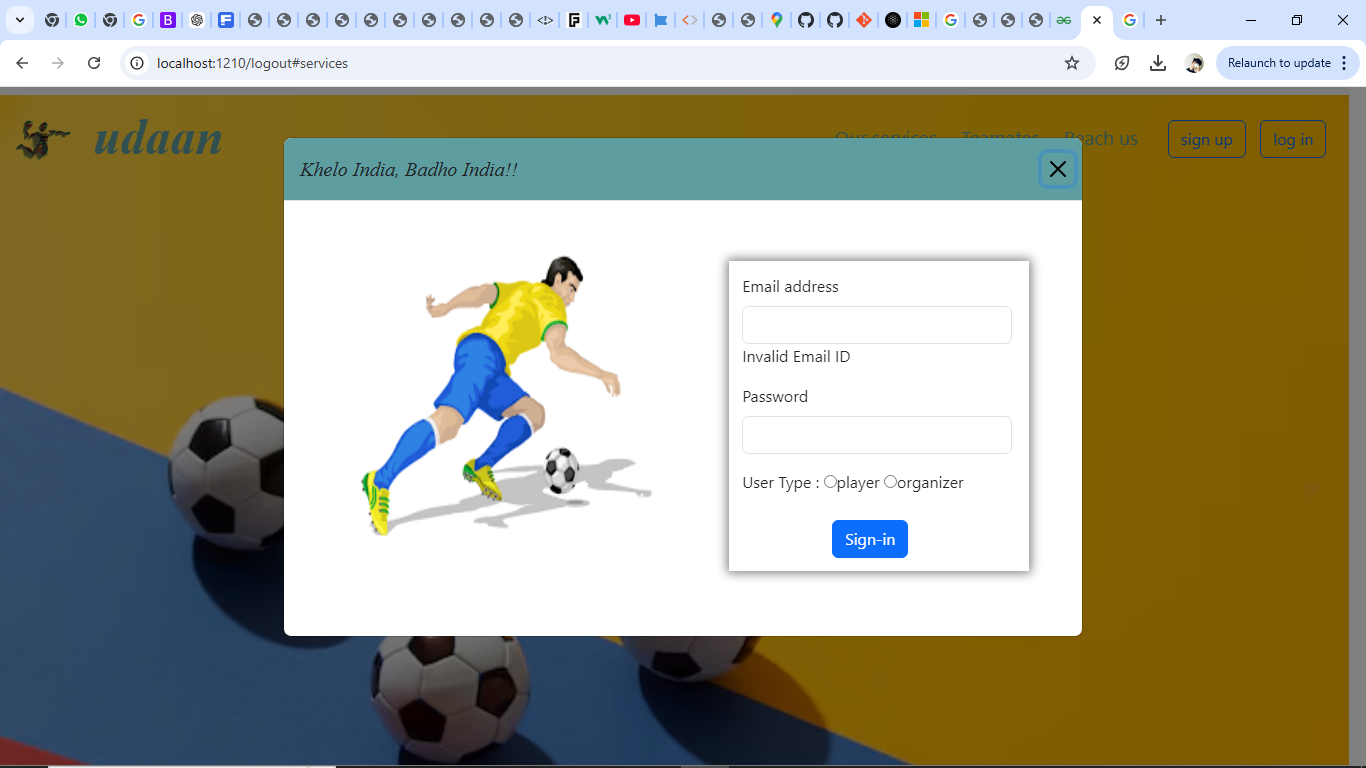 localhost:1210/logout#services
Relaunch to update
udaan
Our services Teamates Reach us sign up log in
Khelo India, Badho India!!
Email address
Invalid Email ID
Password
User Type : player organizer
Sign-in